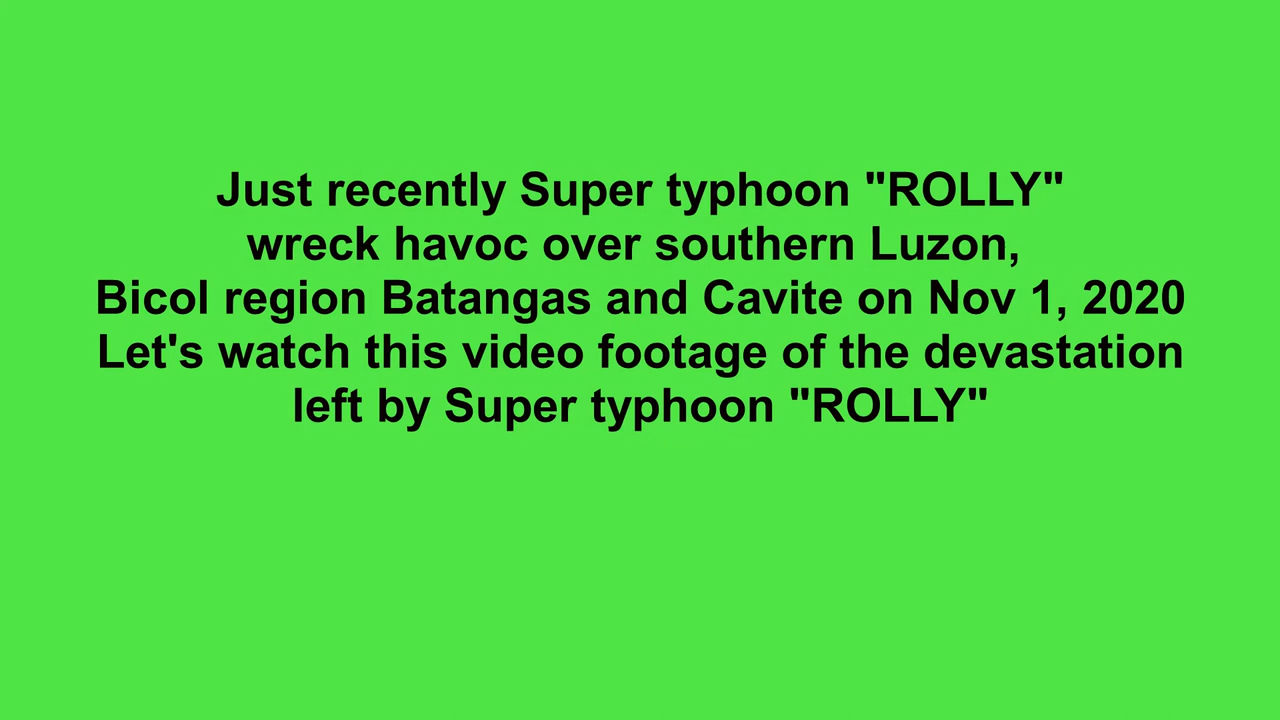 Just recently Super typhoon "ROLLY"
wreck havoc over southern Luzon,
Bicol region Batangas and Cavite on Nov 1, 2020
Let's watch this video footage of the devastation
left by Super typhoon "ROLLY"